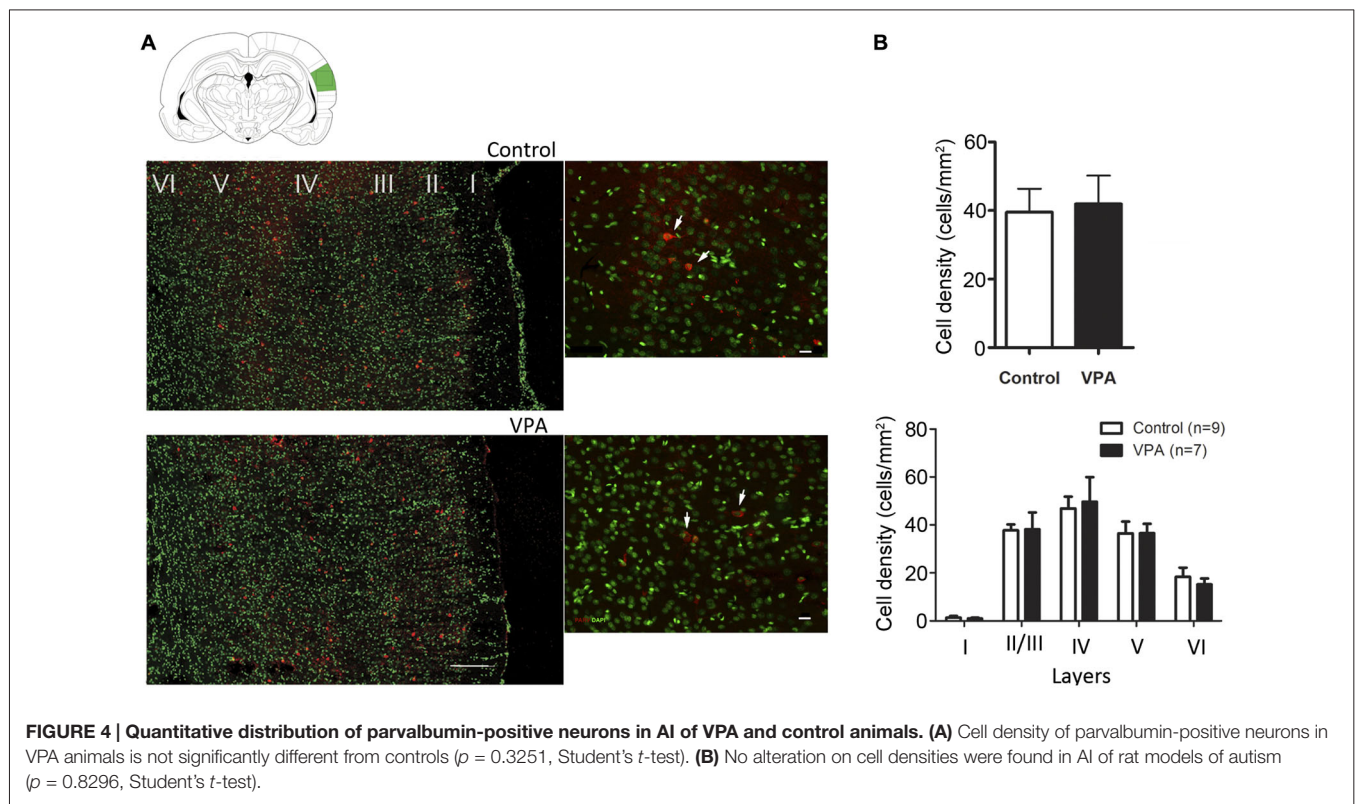 A
B
Control
VI V IV III II I
VPA
DAPI
60
40
20
0
Cell density (cells/mm²)
Control VPA
Control (n=9)
VPA (n=7)
80
60
40
20
0
Cell density (cells/mm²)
I II/III IV V VI
Layers
FIGURE 4 | Quantitative distribution of parvalbumin-positive neurons in AI of VPA and control animals. (A) Cell density of parvalbumin-positive neurons in
VPA animals is not significantly different from controls (p = 0.3251, Student's t-test). (B) No alteration on cell densities were found in AI of rat models of autism
(p = 0.8296, Student's t-test).